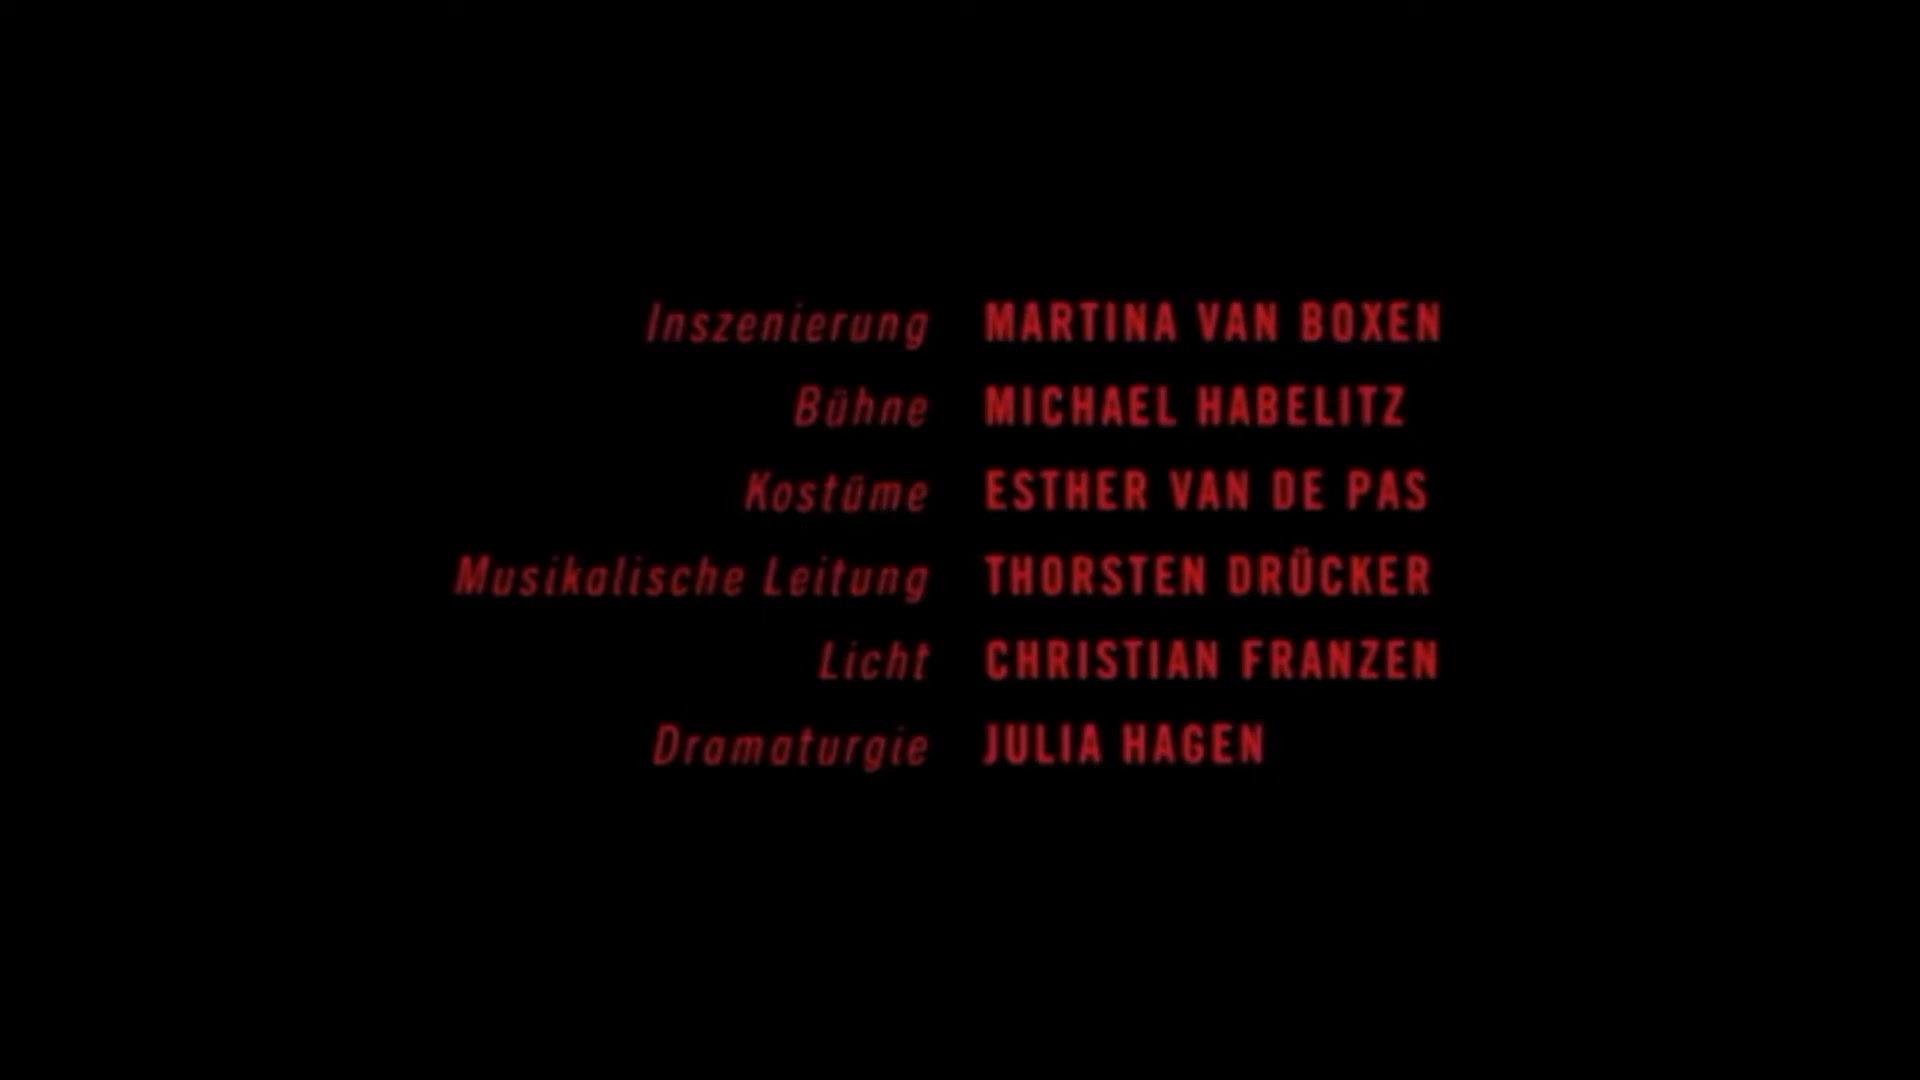 Inszenierung MARTINA VAN BOXEN
Bühne MICHAEL HABELITZ
Kostüme ESTHER VAN DE PAS
Musikalische Leitung THORSTEN DRÜCKER
Licht CHRISTIAN FRANZEN
Dramaturgie JULIA HAGEN